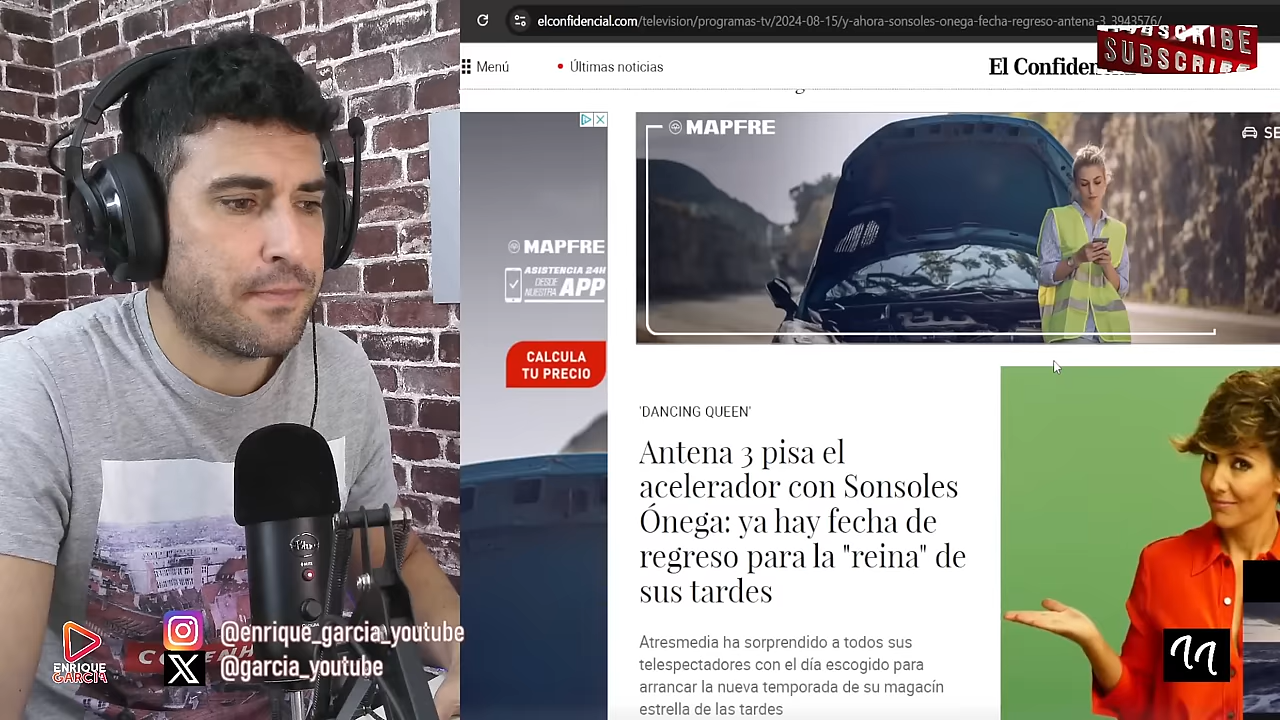 elconfidencial.com/television/programas-tv/2024-08-15/y-ahora-sonsoles-onega-fecha-regreso-antena-3_3943576/
SUBSCRIBE
SUBSCRIBE
Menú
Últimas noticias
El Confiden
MAPFRE
SE
MAPFRE
ASISTENCIA 24H
DESDE
NUESTRA APP
CALCULA
TU PRECIO
'DANCING QUEEN'
Antena 3 pisa el
acelerador con Sonsoles
Ónega: ya hay fecha de
regreso para la "reina" de
sus tardes
Atresmedia ha sorprendido a todos sus
telespectadores con el día escogido para
arrancar la nueva temporada de su magacín
estrella de las tardes
@enrique_garcia_youtube
@garcia_youtube
ENRIQUE
GARCIA